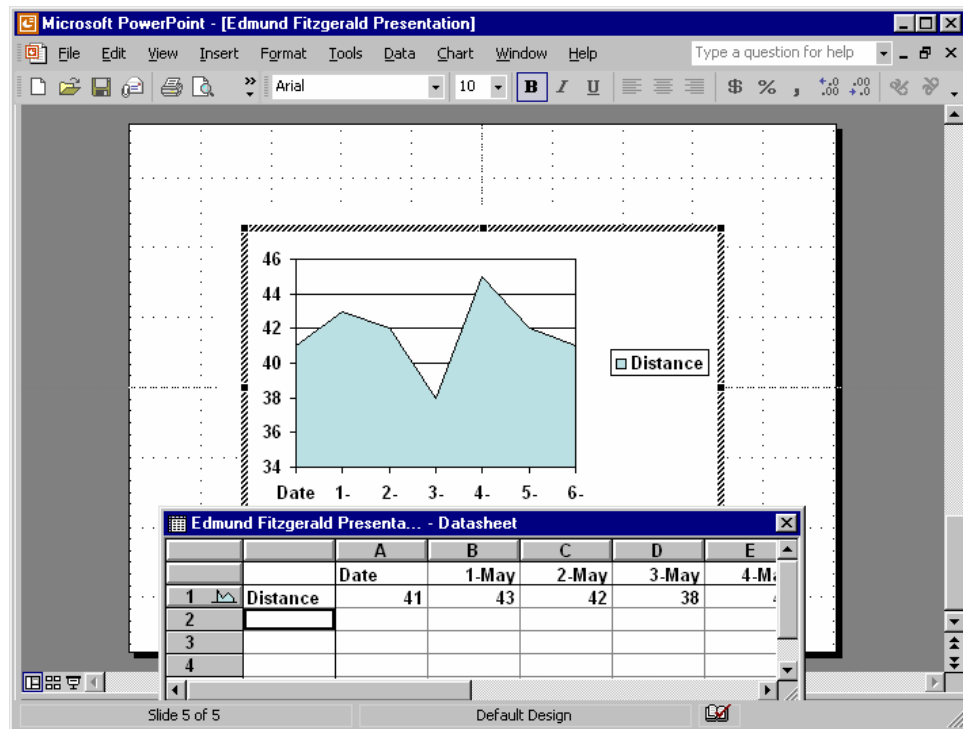 Microsoft PowerPoint - [Edmund Fitzgerald Presentation]
File Edit View Insert Format Tools Data Chart Window Help Type a question for help
Arial 10 B I U $ % ,
46
44
42
40
38
36
34
Date 1- 2- 3- 4- 5- 6-
Distance
Edmund Fitzgerald Presenta... - Datasheet
A B C D E
Date 1-May 2-May 3-May
1 Distance 41 43 42 38
2
3
4
Slide 5 of 5 Default Design